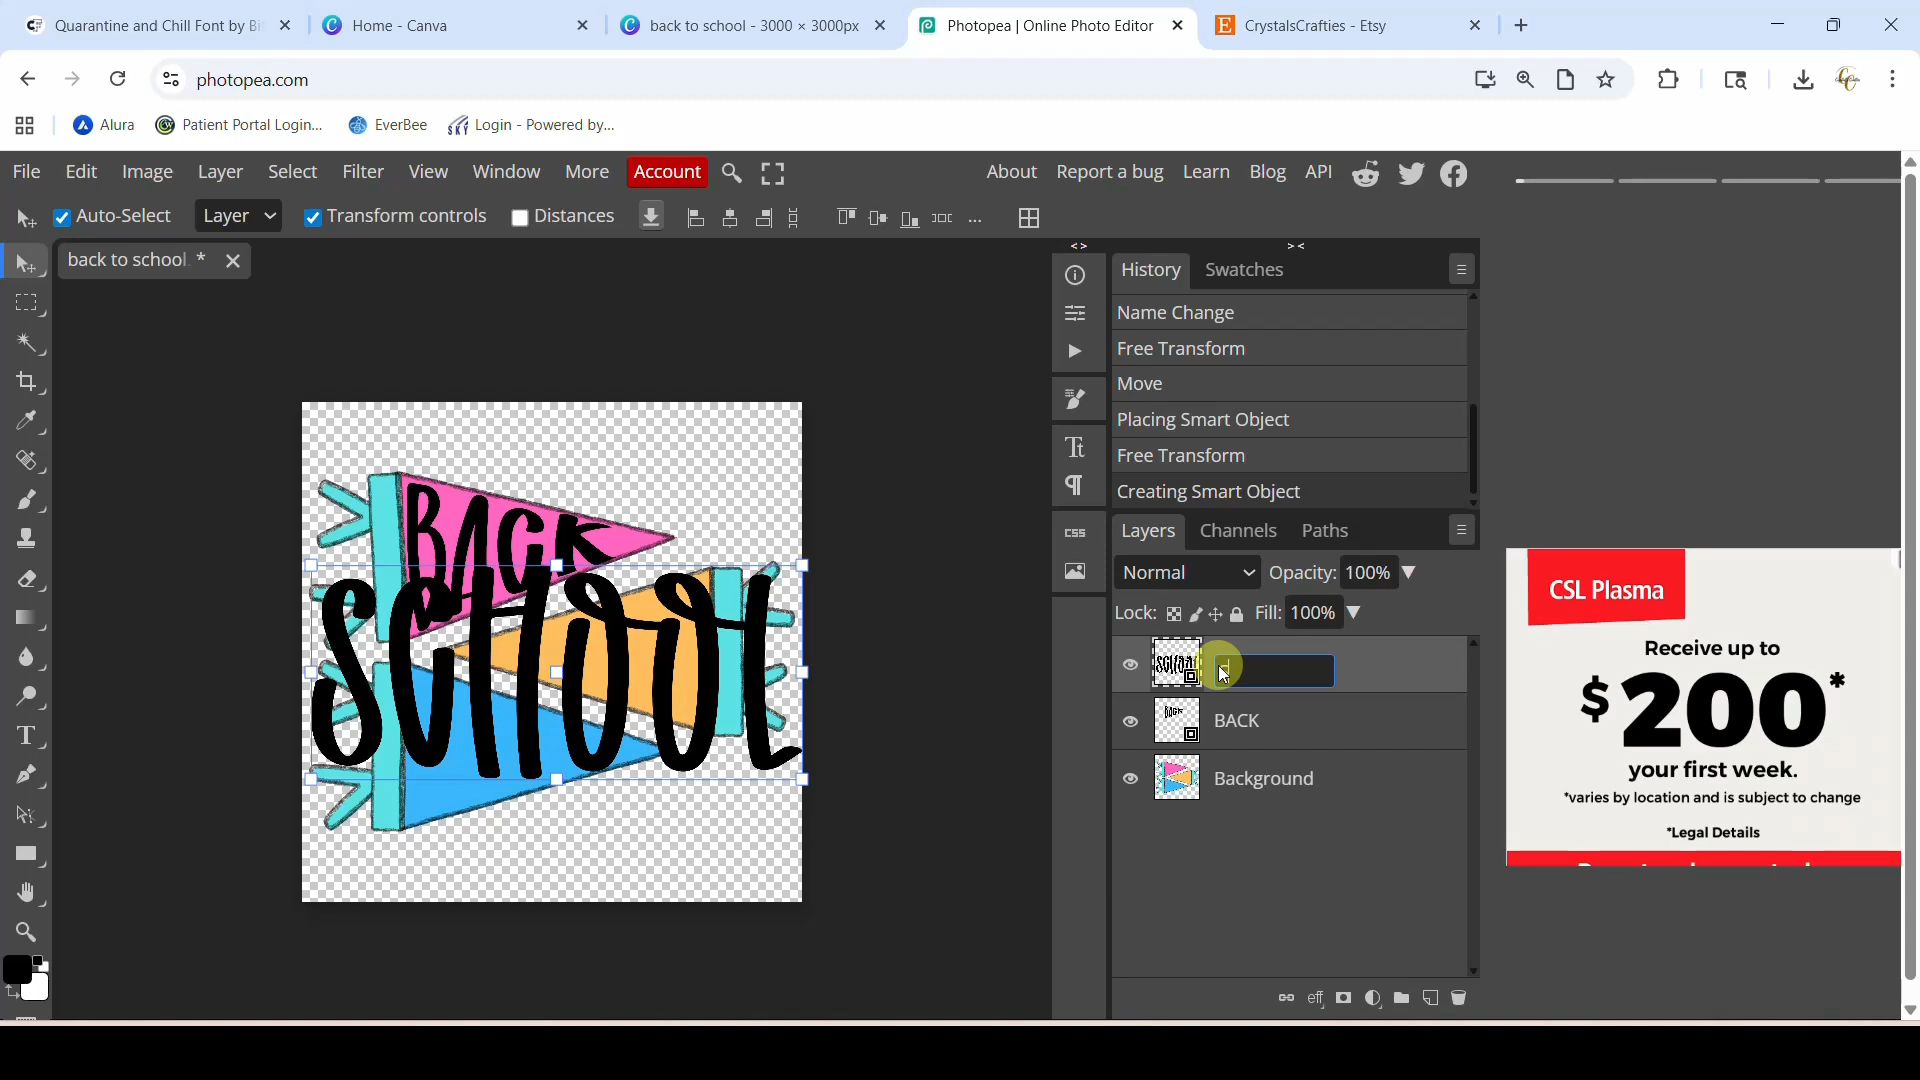 Quarantine and Chill Font by B
Home - Canva
back to school - 3000 × 3000px
Photopea | Online Photo Editor
CrystalsCrafties - Etsy
photopea.com
Alura
Patient Portal Login...
EverBee
Login - Powered by...
File Edit Image Layer Select Filter View Window More Account
About Report a bug Learn Blog API
Auto-Select Layer Transform controls Distances
back to school *
History Swatches
Name Change
Free Transform
Move
Placing Smart Object
Free Transform
Creating Smart Object
Layers Channels Paths
Normal Opacity: 100%
Lock: Fill: 100%
BACK
Background
BACK
SCHOOL
CSL Plasma
Receive up to
$200*
your first week.
*varies by location and is subject to change
*Legal Details